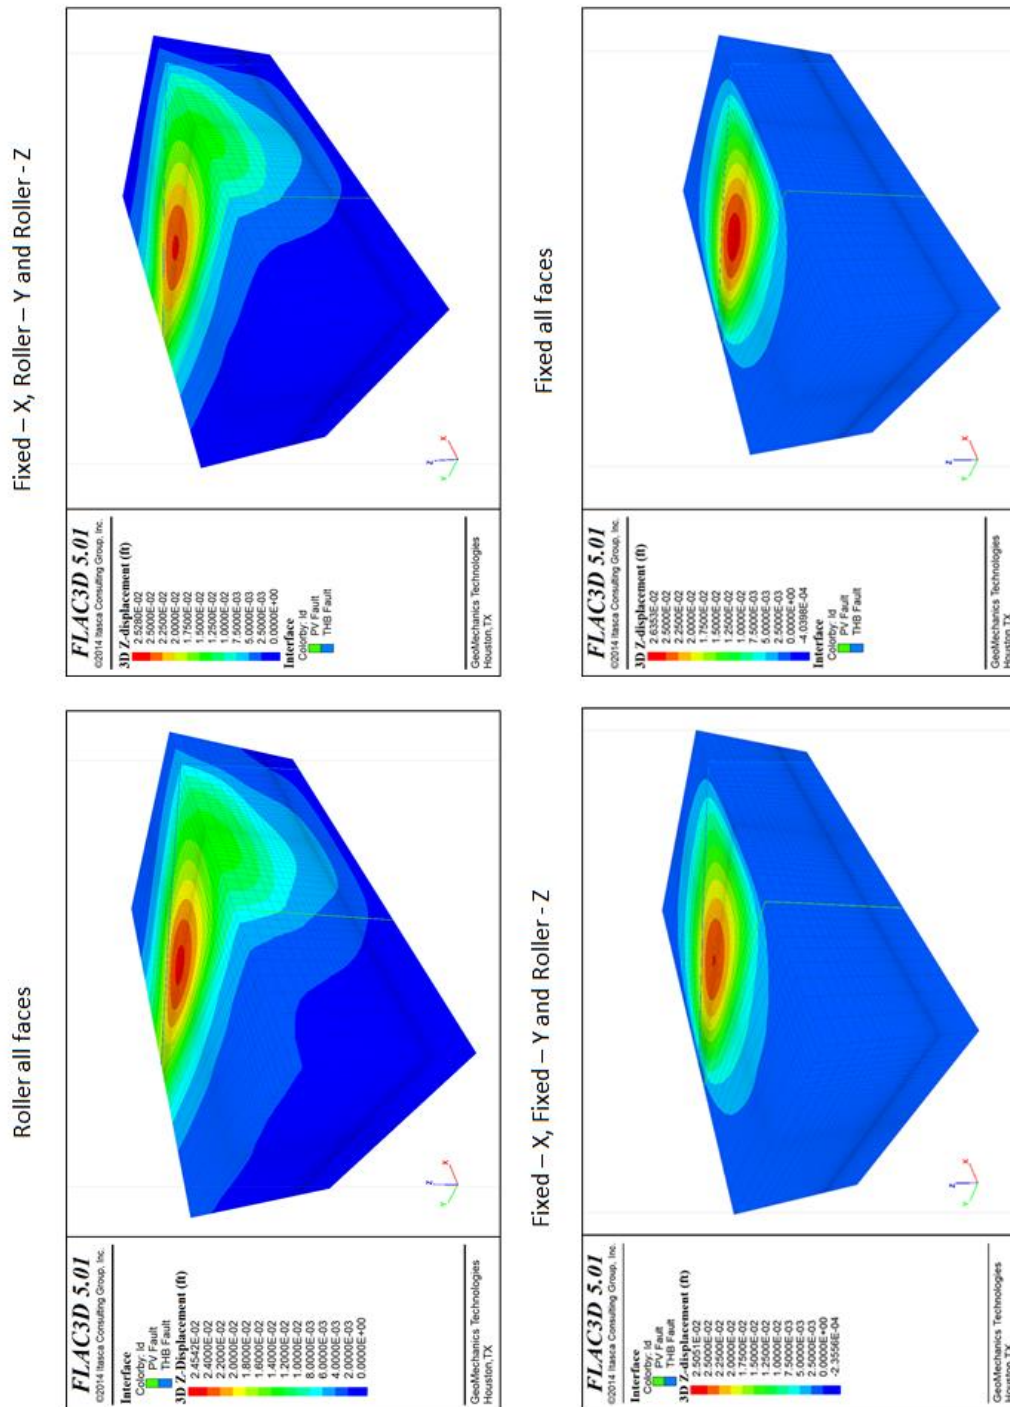 Roller all faces
FLAC3D 5.01
©2014 Itasca Consulting Group, Inc.
Interface
Colorby: Id
PV Fault
THB Fault
3D Z-Displacement (ft)
2.4542E-02
2.4000E-02
2.2000E-02
2.0000E-02
1.8000E-02
1.6000E-02
1.4000E-02
1.2000E-02
1.0000E-02
8.0000E-03
6.0000E-03
4.0000E-03
2.0000E-03
0.0000E+00
GeoMechanics Technologies
Houston,TX
Z
X
Y
Fixed – X, Roller – Y and Roller - Z
FLAC3D 5.01
©2014 Itasca Consulting Group, Inc.
3D Z-displacement (ft)
2.5280E-02
2.5000E-02
2.2500E-02
2.0000E-02
1.7500E-02
1.5000E-02
1.2500E-02
1.0000E-02
7.5000E-03
5.0000E-03
2.5000E-03
0.0000E+00
Interface
Colorby: Id
PV Fault
THB Fault
GeoMechanics Technologies
Houston,TX
Z
X
Y
Fixed – X, Fixed – Y and Roller - Z
FLAC3D 5.01
©2014 Itasca Consulting Group, Inc.
Interface
Colorby: Id
PV Fault
THB Fault
3D Z-displacement (ft)
2.5051E-02
2.5000E-02
2.2500E-02
2.0000E-02
1.7500E-02
1.5000E-02
1.2500E-02
1.0000E-02
7.5000E-03
5.0000E-03
2.5000E-03
0.0000E+00
-2.3556E-04
GeoMechanics Technologies
Houston,TX
Z
X
Y
Fixed all faces
FLAC3D 5.01
©2014 Itasca Consulting Group, Inc.
3D Z-displacement (ft)
2.6353E-02
2.5000E-02
2.2500E-02
2.0000E-02
1.7500E-02
1.5000E-02
1.2500E-02
1.0000E-02
7.5000E-03
5.0000E-03
2.5000E-03
0.0000E+00
-4.0398E-04
Interface
Colorby: Id
PV Fault
THB Fault
GeoMechanics Technologies
Houston,TX
Z
X
Y